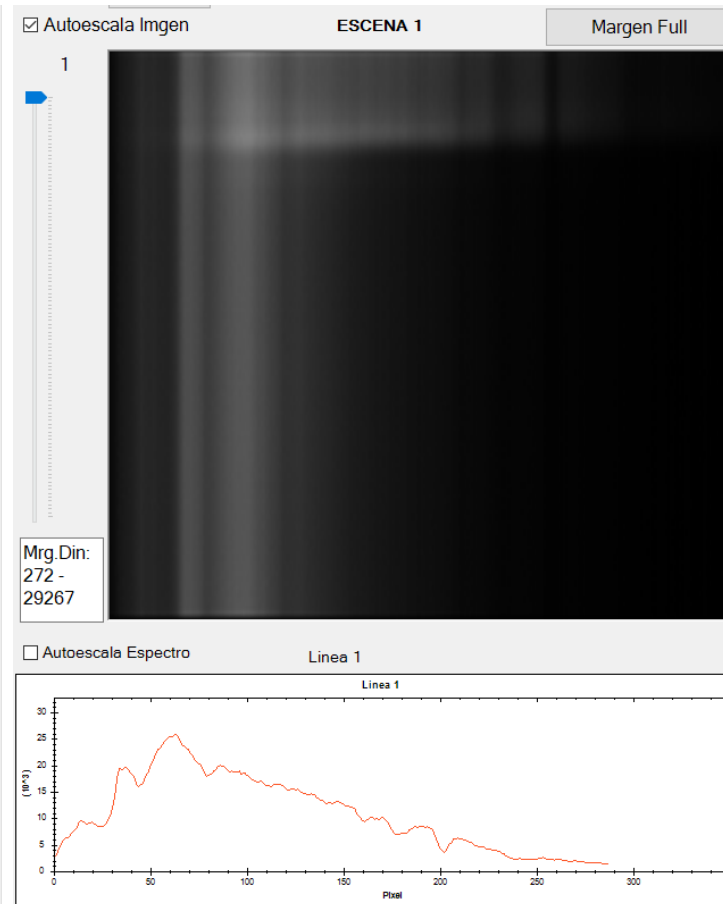 Autoescala Imgen
ESCENA 1
Margen Full
1
Mrg.Din:
272 -
29267
Autoescala Espectro
Linea 1
Linea 1
30
25
20
15
10
5
0
(10^3)
0 50 100 150 200 250 300
Pixel